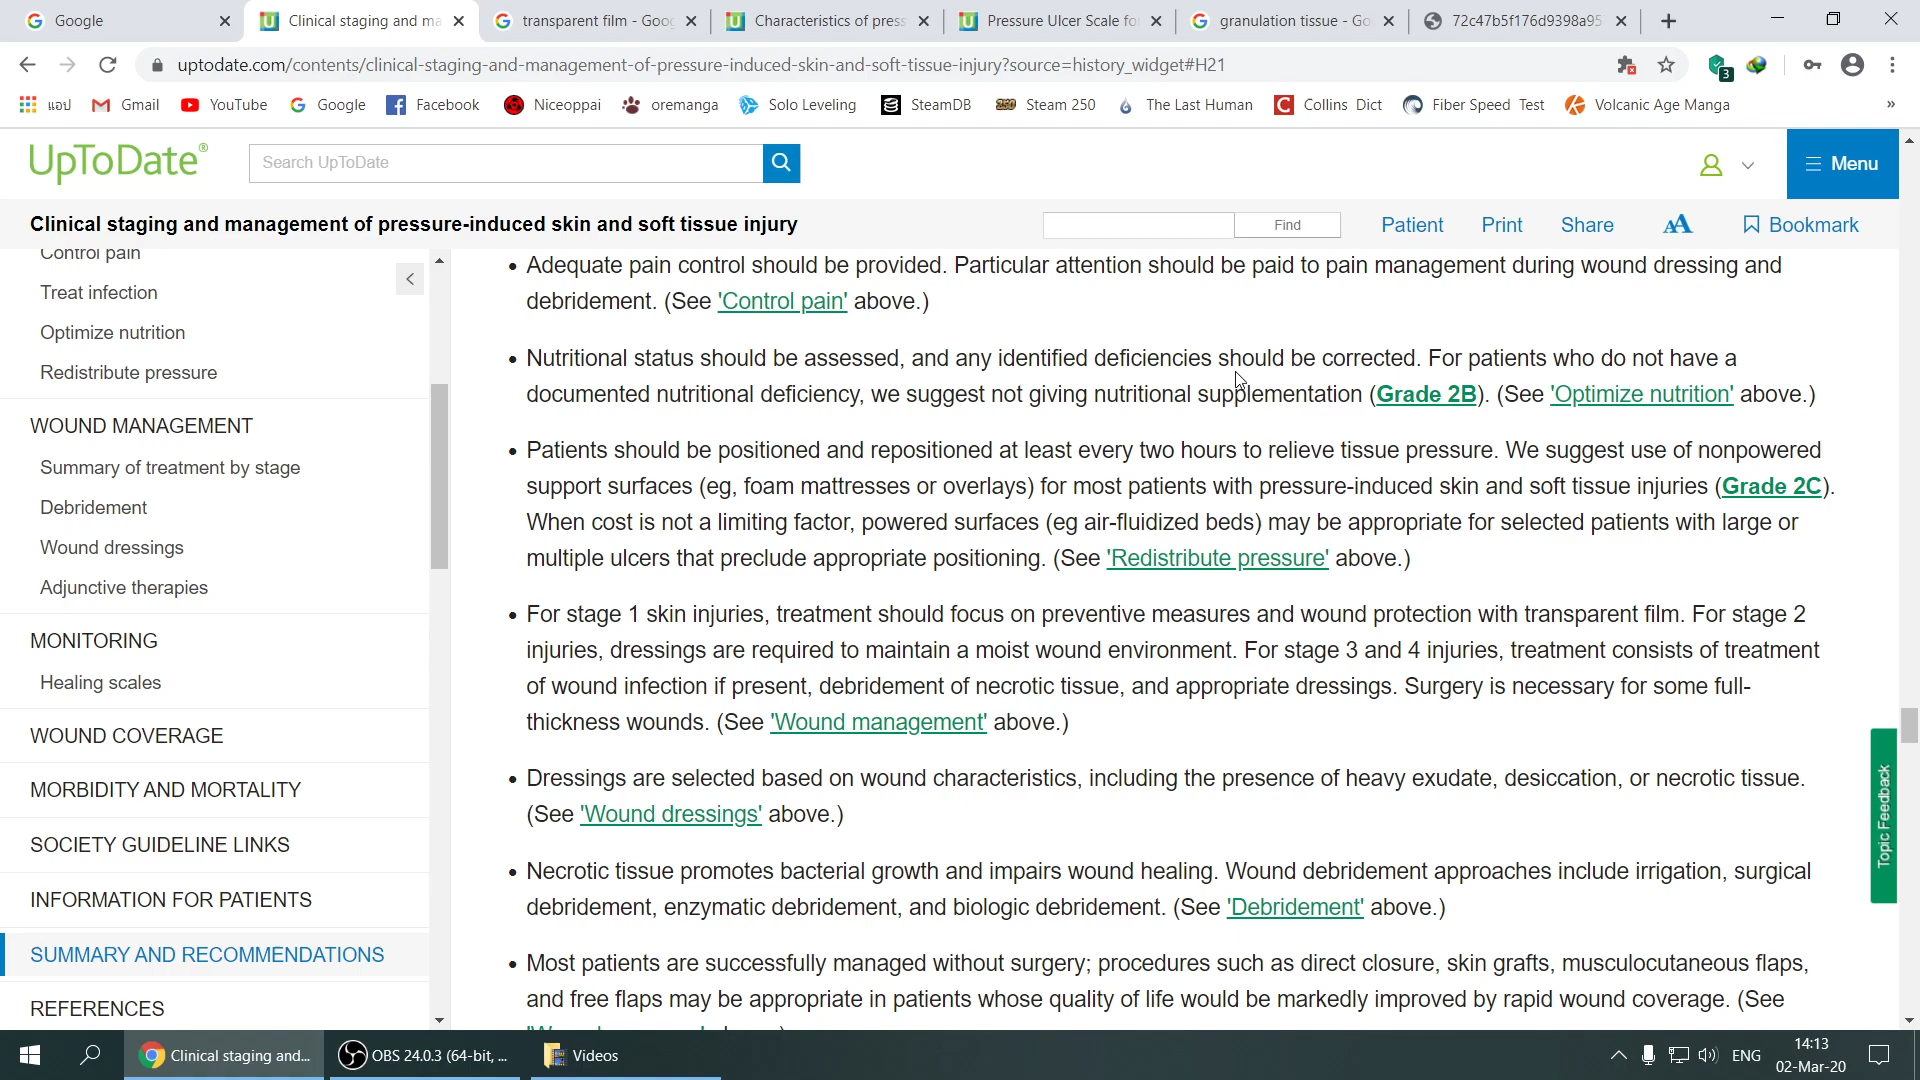 Google
Clinical staging and ma
transparent film - Goo
Characteristics of press
Pressure Ulcer Scale fo
granulation tissue - Go
72c47b5f176d9398a95
uptodate.com/contents/clinical-staging-and-management-of-pressure-induced-skin-and-soft-tissue-injury?source=history_widget#H21
3
แอป
Gmail
YouTube
Google
Facebook
Niceoppai
oremanga
Solo Leveling
SteamDB
Steam 250
The Last Human
Collins Dict
Fiber Speed Test
Volcanic Age Manga
»
UpToDate®
Search UpToDate
Menu
Clinical staging and management of pressure-induced skin and soft tissue injury
Find
Patient
Print
Share
AA
Bookmark
Control pain
Treat infection
Optimize nutrition
Redistribute pressure
WOUND MANAGEMENT
Summary of treatment by stage
Debridement
Wound dressings
Adjunctive therapies
MONITORING
Healing scales
WOUND COVERAGE
MORBIDITY AND MORTALITY
SOCIETY GUIDELINE LINKS
INFORMATION FOR PATIENTS
SUMMARY AND RECOMMENDATIONS
REFERENCES
• Adequate pain control should be provided. Particular attention should be paid to pain management during wound dressing and
debridement. (See 'Control pain' above.)
• Nutritional status should be assessed, and any identified deficiencies should be corrected. For patients who do not have a
documented nutritional deficiency, we suggest not giving nutritional supplementation (Grade 2B). (See 'Optimize nutrition' above.)
• Patients should be positioned and repositioned at least every two hours to relieve tissue pressure. We suggest use of nonpowered
support surfaces (eg, foam mattresses or overlays) for most patients with pressure-induced skin and soft tissue injuries (Grade 2C).
When cost is not a limiting factor, powered surfaces (eg air-fluidized beds) may be appropriate for selected patients with large or
multiple ulcers that preclude appropriate positioning. (See 'Redistribute pressure' above.)
• For stage 1 skin injuries, treatment should focus on preventive measures and wound protection with transparent film. For stage 2
injuries, dressings are required to maintain a moist wound environment. For stage 3 and 4 injuries, treatment consists of treatment
of wound infection if present, debridement of necrotic tissue, and appropriate dressings. Surgery is necessary for some full-
thickness wounds. (See 'Wound management' above.)
• Dressings are selected based on wound characteristics, including the presence of heavy exudate, desiccation, or necrotic tissue.
(See 'Wound dressings' above.)
• Necrotic tissue promotes bacterial growth and impairs wound healing. Wound debridement approaches include irrigation, surgical
debridement, enzymatic debridement, and biologic debridement. (See 'Debridement' above.)
• Most patients are successfully managed without surgery; procedures such as direct closure, skin grafts, musculocutaneous flaps,
and free flaps may be appropriate in patients whose quality of life would be markedly improved by rapid wound coverage. (See
Topic Feedback
Clinical staging and...
OBS 24.0.3 (64-bit, ...
Videos
ENG
14:13
02-Mar-20